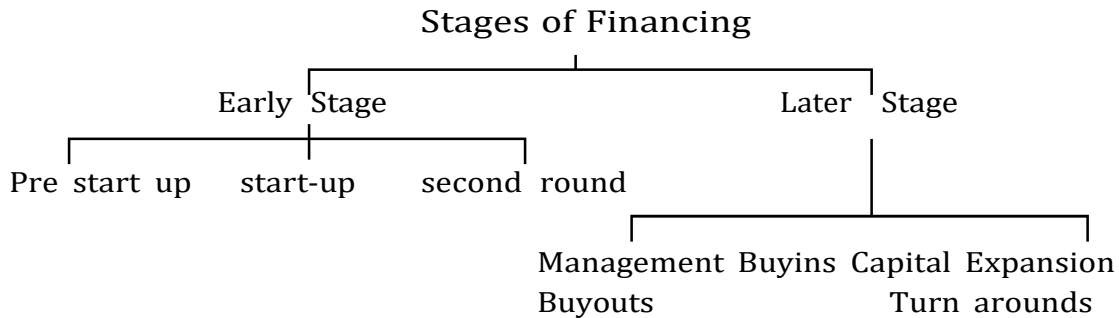 Stages of Financing
Early Stage Later Stage
Pre start up start-up second round
Management Buyins Capital Expansion
Buyouts Turn arounds